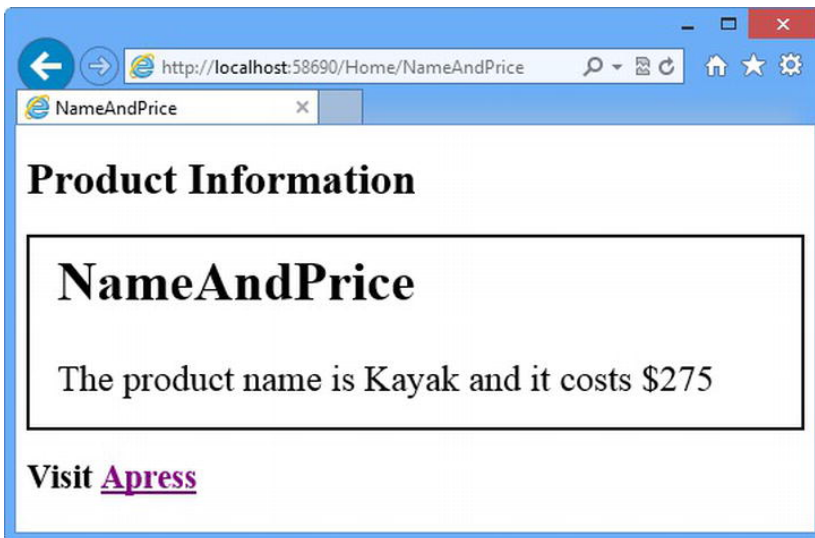 http://localhost:58690/Home/NameAndPrice
NameAndPrice
Product Information
NameAndPrice
The product name is Kayak and it costs $275
Visit Apress